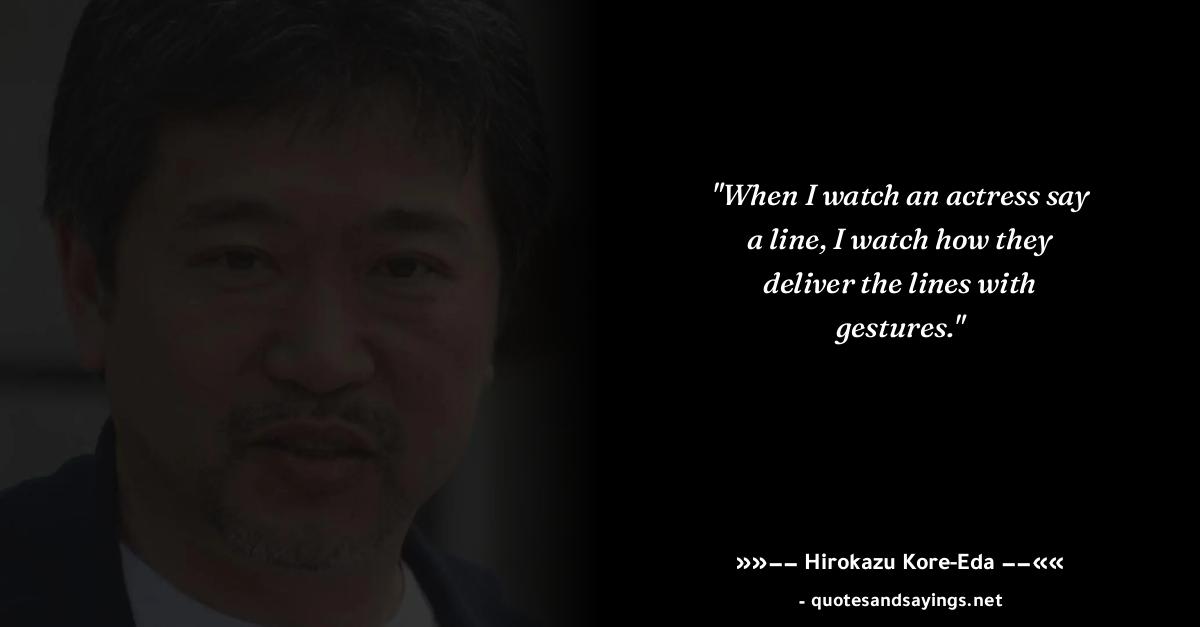 "When I watch an actress say
a line, I watch how they
deliver the lines with
gestures."
»»−− Hirokazu Kore-Eda −−««
- quotesandsayings.net